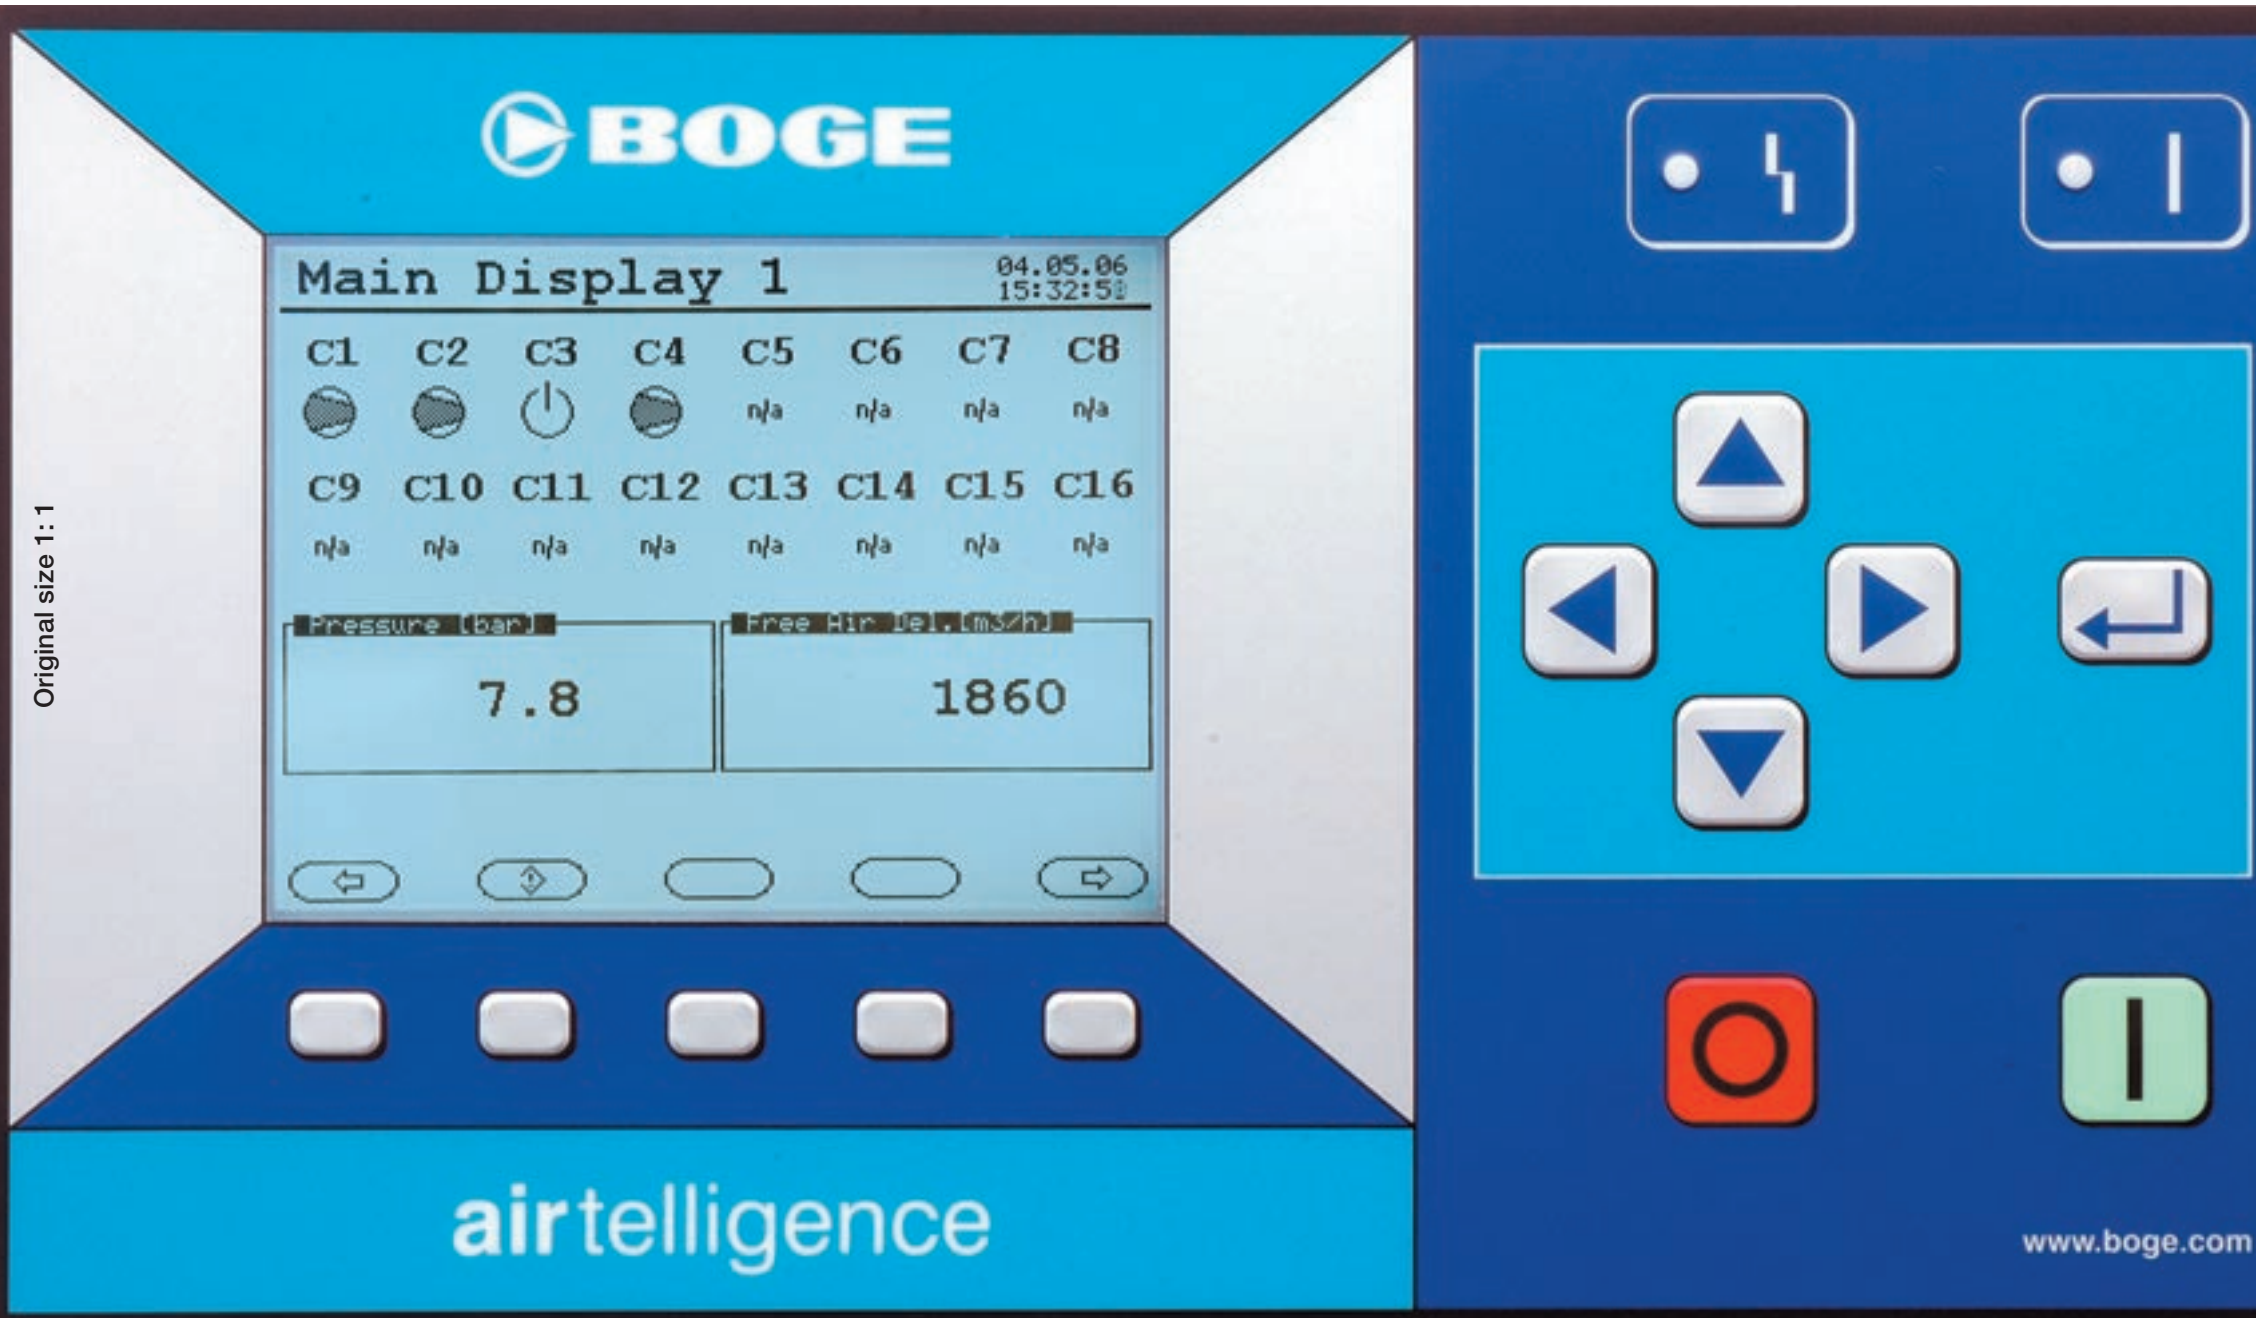 BOGE
Main Display 1
04.05.06
C1 C2 C3 C4 C5 C6 C7 C8
n/a n/a n/a n/a
C9 C10 C11 C12 C13 C14 C15 C16
n/a n/a n/a n/a n/a n/a n/a n/a
Pressure [bar]
Free Air Del.[m3/h]
7.8
1860
airtelligence
www.boge.com
Original size 1:1